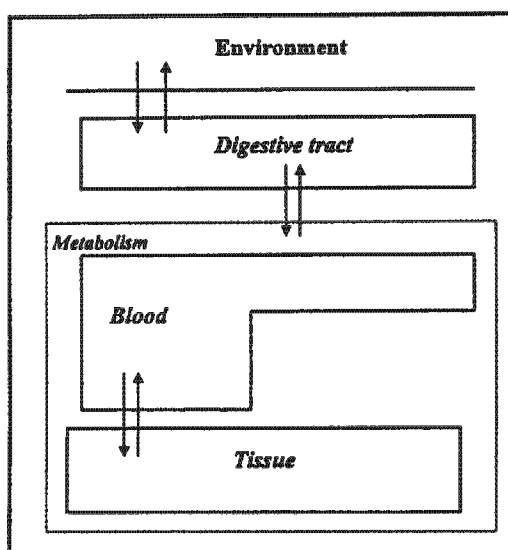 Environment
Digestive tract
Metabolism
Blood
Tissue